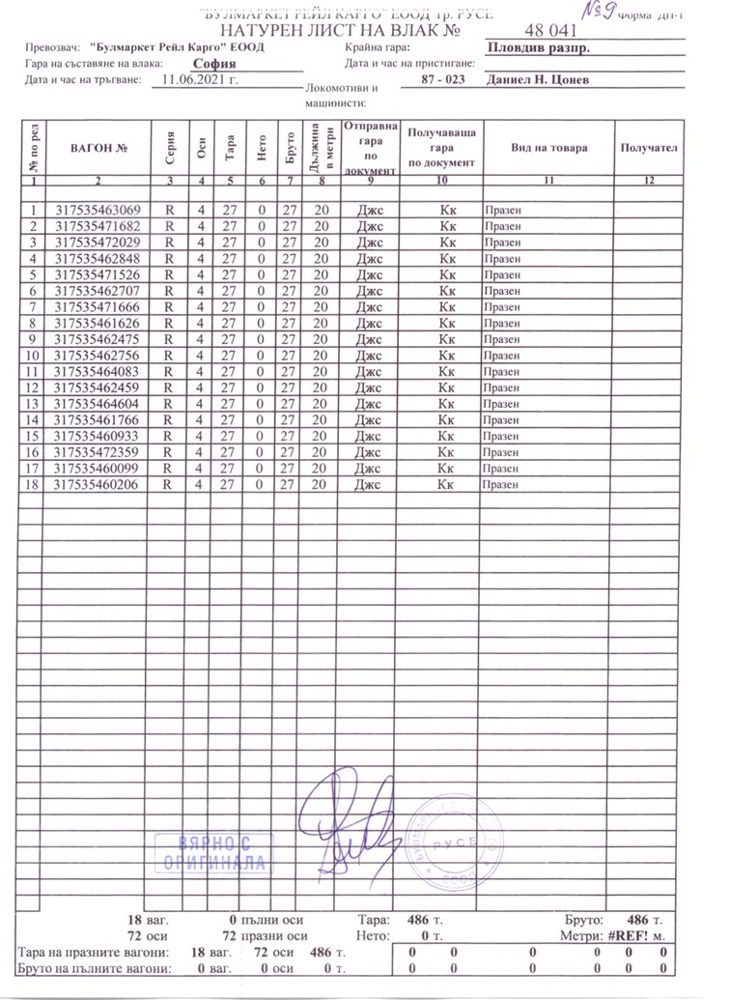 "БУЛМАРКЕТ РЕЙЛ КАРГО" ЕООД гр. РУСЕ
№9 Форма ДП-1
НАТУРЕН ЛИСТ НА ВЛАК № 48 041
Превозвач: "Булмаркет Рейл Карго" ЕООД Крайна гара: Пловдив разпр.
Гара на съставяне на влака: София Дата и час на пристигане:
Дата и час на тръгване: 11.06.2021 г. Локомотиви и машинисти: 87 - 023 Даниел Н. Цонев
№ по ред ВАГОН № Серия Оси Тара Нето Бруто Дължина в метри Отправна гара по документ Получаваща гара по документ Вид на товара Получател
1 2 3 4 5 6 7 8 9 10 11 12
1 317535463069 R 4 27 0 27 20 Джс Кк Празен
2 317535471682 R 4 27 0 27 20 Джс Кк Празен
3 317535472029 R 4 27 0 27 20 Джс Кк Празен
4 317535462848 R 4 27 0 27 20 Джс Кк Празен
5 317535471526 R 4 27 0 27 20 Джс Кк Празен
6 317535462707 R 4 27 0 27 20 Джс Кк Празен
7 317535471666 R 4 27 0 27 20 Джс Кк Празен
8 317535461626 R 4 27 0 27 20 Джс Кк Празен
9 317535462475 R 4 27 0 27 20 Джс Кк Празен
10 317535462756 R 4 27 0 27 20 Джс Кк Празен
11 317535464083 R 4 27 0 27 20 Джс Кк Празен
12 317535462459 R 4 27 0 27 20 Джс Кк Празен
13 317535464604 R 4 27 0 27 20 Джс Кк Празен
14 317535461766 R 4 27 0 27 20 Джс Кк Празен
15 317535460933 R 4 27 0 27 20 Джс Кк Празен
16 317535472359 R 4 27 0 27 20 Джс Кк Празен
17 317535460099 R 4 27 0 27 20 Джс Кк Празен
18 317535460206 R 4 27 0 27 20 Джс Кк Празен
ВЯРНО С
ОРИГИНАЛА
РУСЕ
ЕООД
18 ваг. 0 пълни оси Тара: 486 т. Бруто: 486 т.
72 оси 72 празни оси Нето: 0 т. Метри: #REF! м.
Тара на празните вагони: 18 ваг. 72 оси 486 т. 0 0 0 0 0 0
Бруто на пълните вагони: 0 ваг. 0 оси 0 т. 0 0 0 0 0 0